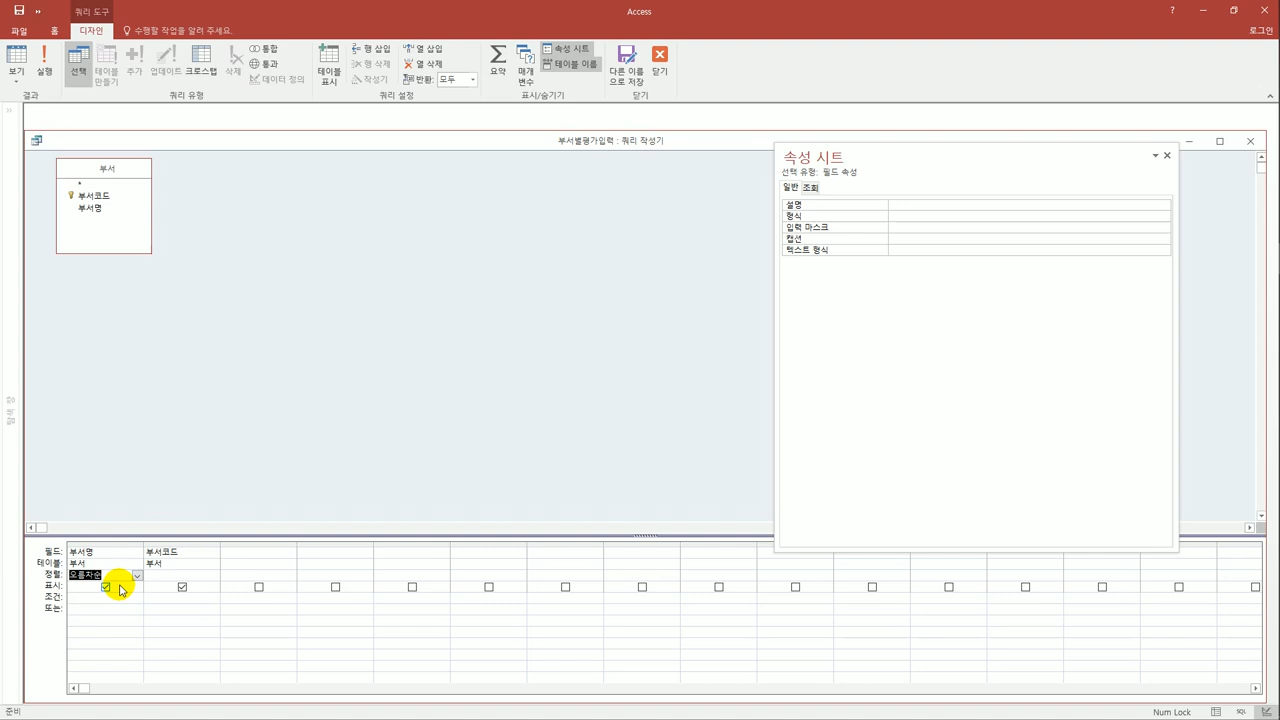 쿼리 도구
Access
?
로그인
파일
홈
디자인
수행할 작업을 알려 주세요.
보기
실행
선택
테이블 만들기
추가
업데이트
크로스탭
삭제
통합
통과
데이터 정의
테이블 표시
행 삽입
행 삭제
작성기
열 삽입
열 삭제
반환: 모두
요약
매개 변수
속성 시트
테이블 이름
다른 이름으로 저장
닫기
결과
쿼리 유형
쿼리 설정
표시/숨기기
닫기
탐색 창
부서별평가입력 : 쿼리 작성기
부서
*
부서코드
부서명
속성 시트
선택 유형: 필드 속성
일반 조회
설명
형식
입력 마스크
캡션
텍스트 형식
필드: 부서명 부서코드
테이블: 부서 부서
정렬: 오름차순
표시:
조건:
또는:
준비
Num Lock
SQL